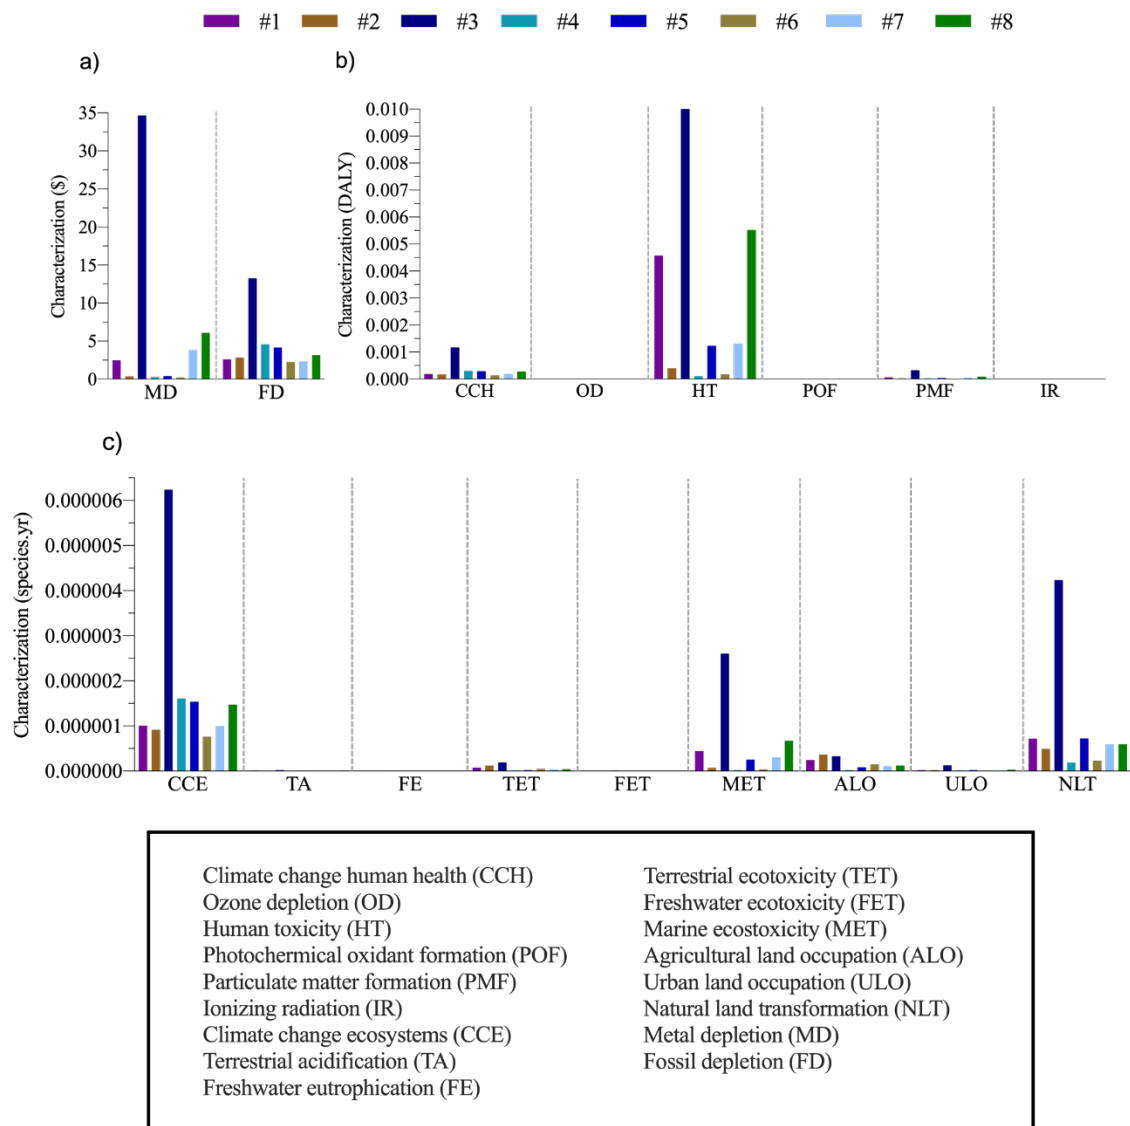 #1 #2 #3 #4 #5 #6 #7 #8
a)
b)
Characterization ($)
35
30
25
20
15
10
5
0
MD FD
Characterization (DALY)
0.010
0.009
0.008
0.007
0.006
0.005
0.004
0.003
0.002
0.001
0.000
CCH OD HT POF PMF IR
c)
Characterization (species.yr)
0.000006
0.000005
0.000004
0.000003
0.000002
0.000001
0.000000
CCE TA FE TET FET MET ALO ULO NLT
Climate change human health (CCH)
Ozone depletion (OD)
Human toxicity (HT)
Photochemical oxidant formation (POF)
Particulate matter formation (PMF)
Ionizing radiation (IR)
Climate change ecosystems (CCE)
Terrestrial acidification (TA)
Freshwater eutrophication (FE)
Terrestrial ecotoxicity (TET)
Freshwater ecotoxicity (FET)
Marine ecostoxicity (MET)
Agricultural land occupation (ALO)
Urban land occupation (ULO)
Natural land transformation (NLT)
Metal depletion (MD)
Fossil depletion (FD)